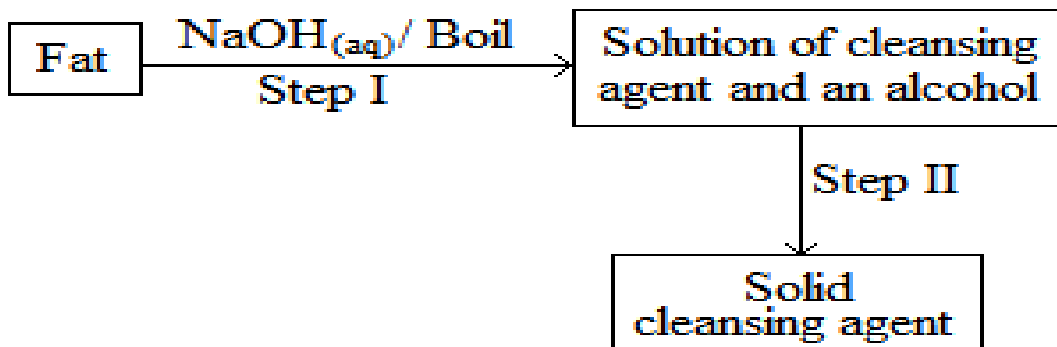 Fat
NaOH(aq)/ Boil
Step I
Solution of cleansing
agent and an alcohol
Step II
Solid
cleansing agent